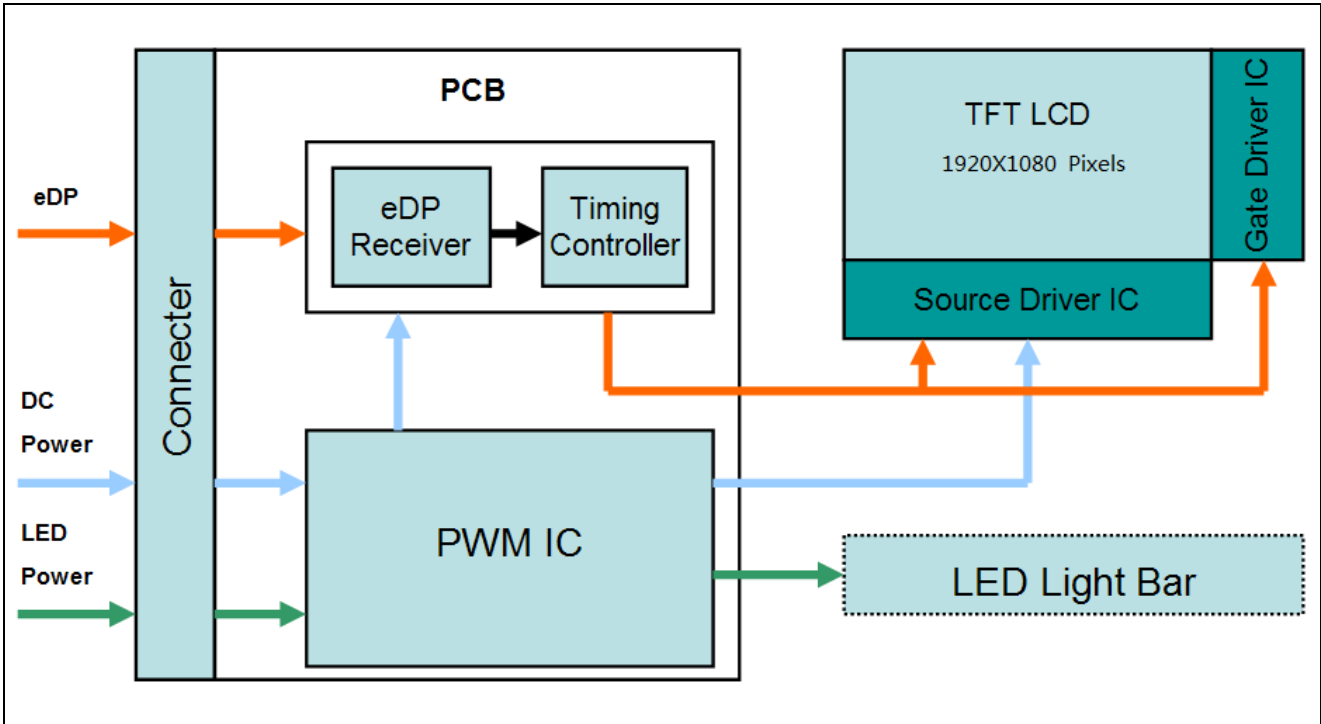 PCB
eDP
Receiver
Timing
Controller
TFT LCD
1920X1080 Pixels
Gate Driver IC
Source Driver IC
eDP
Connecter
DC
Power
LED
Power
PWM IC
LED Light Bar